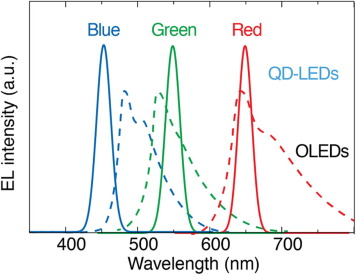 Blue Green Red
QD-LEDs
OLEDs
EL intensity (a.u.)
400 500 600 700
Wavelength (nm)